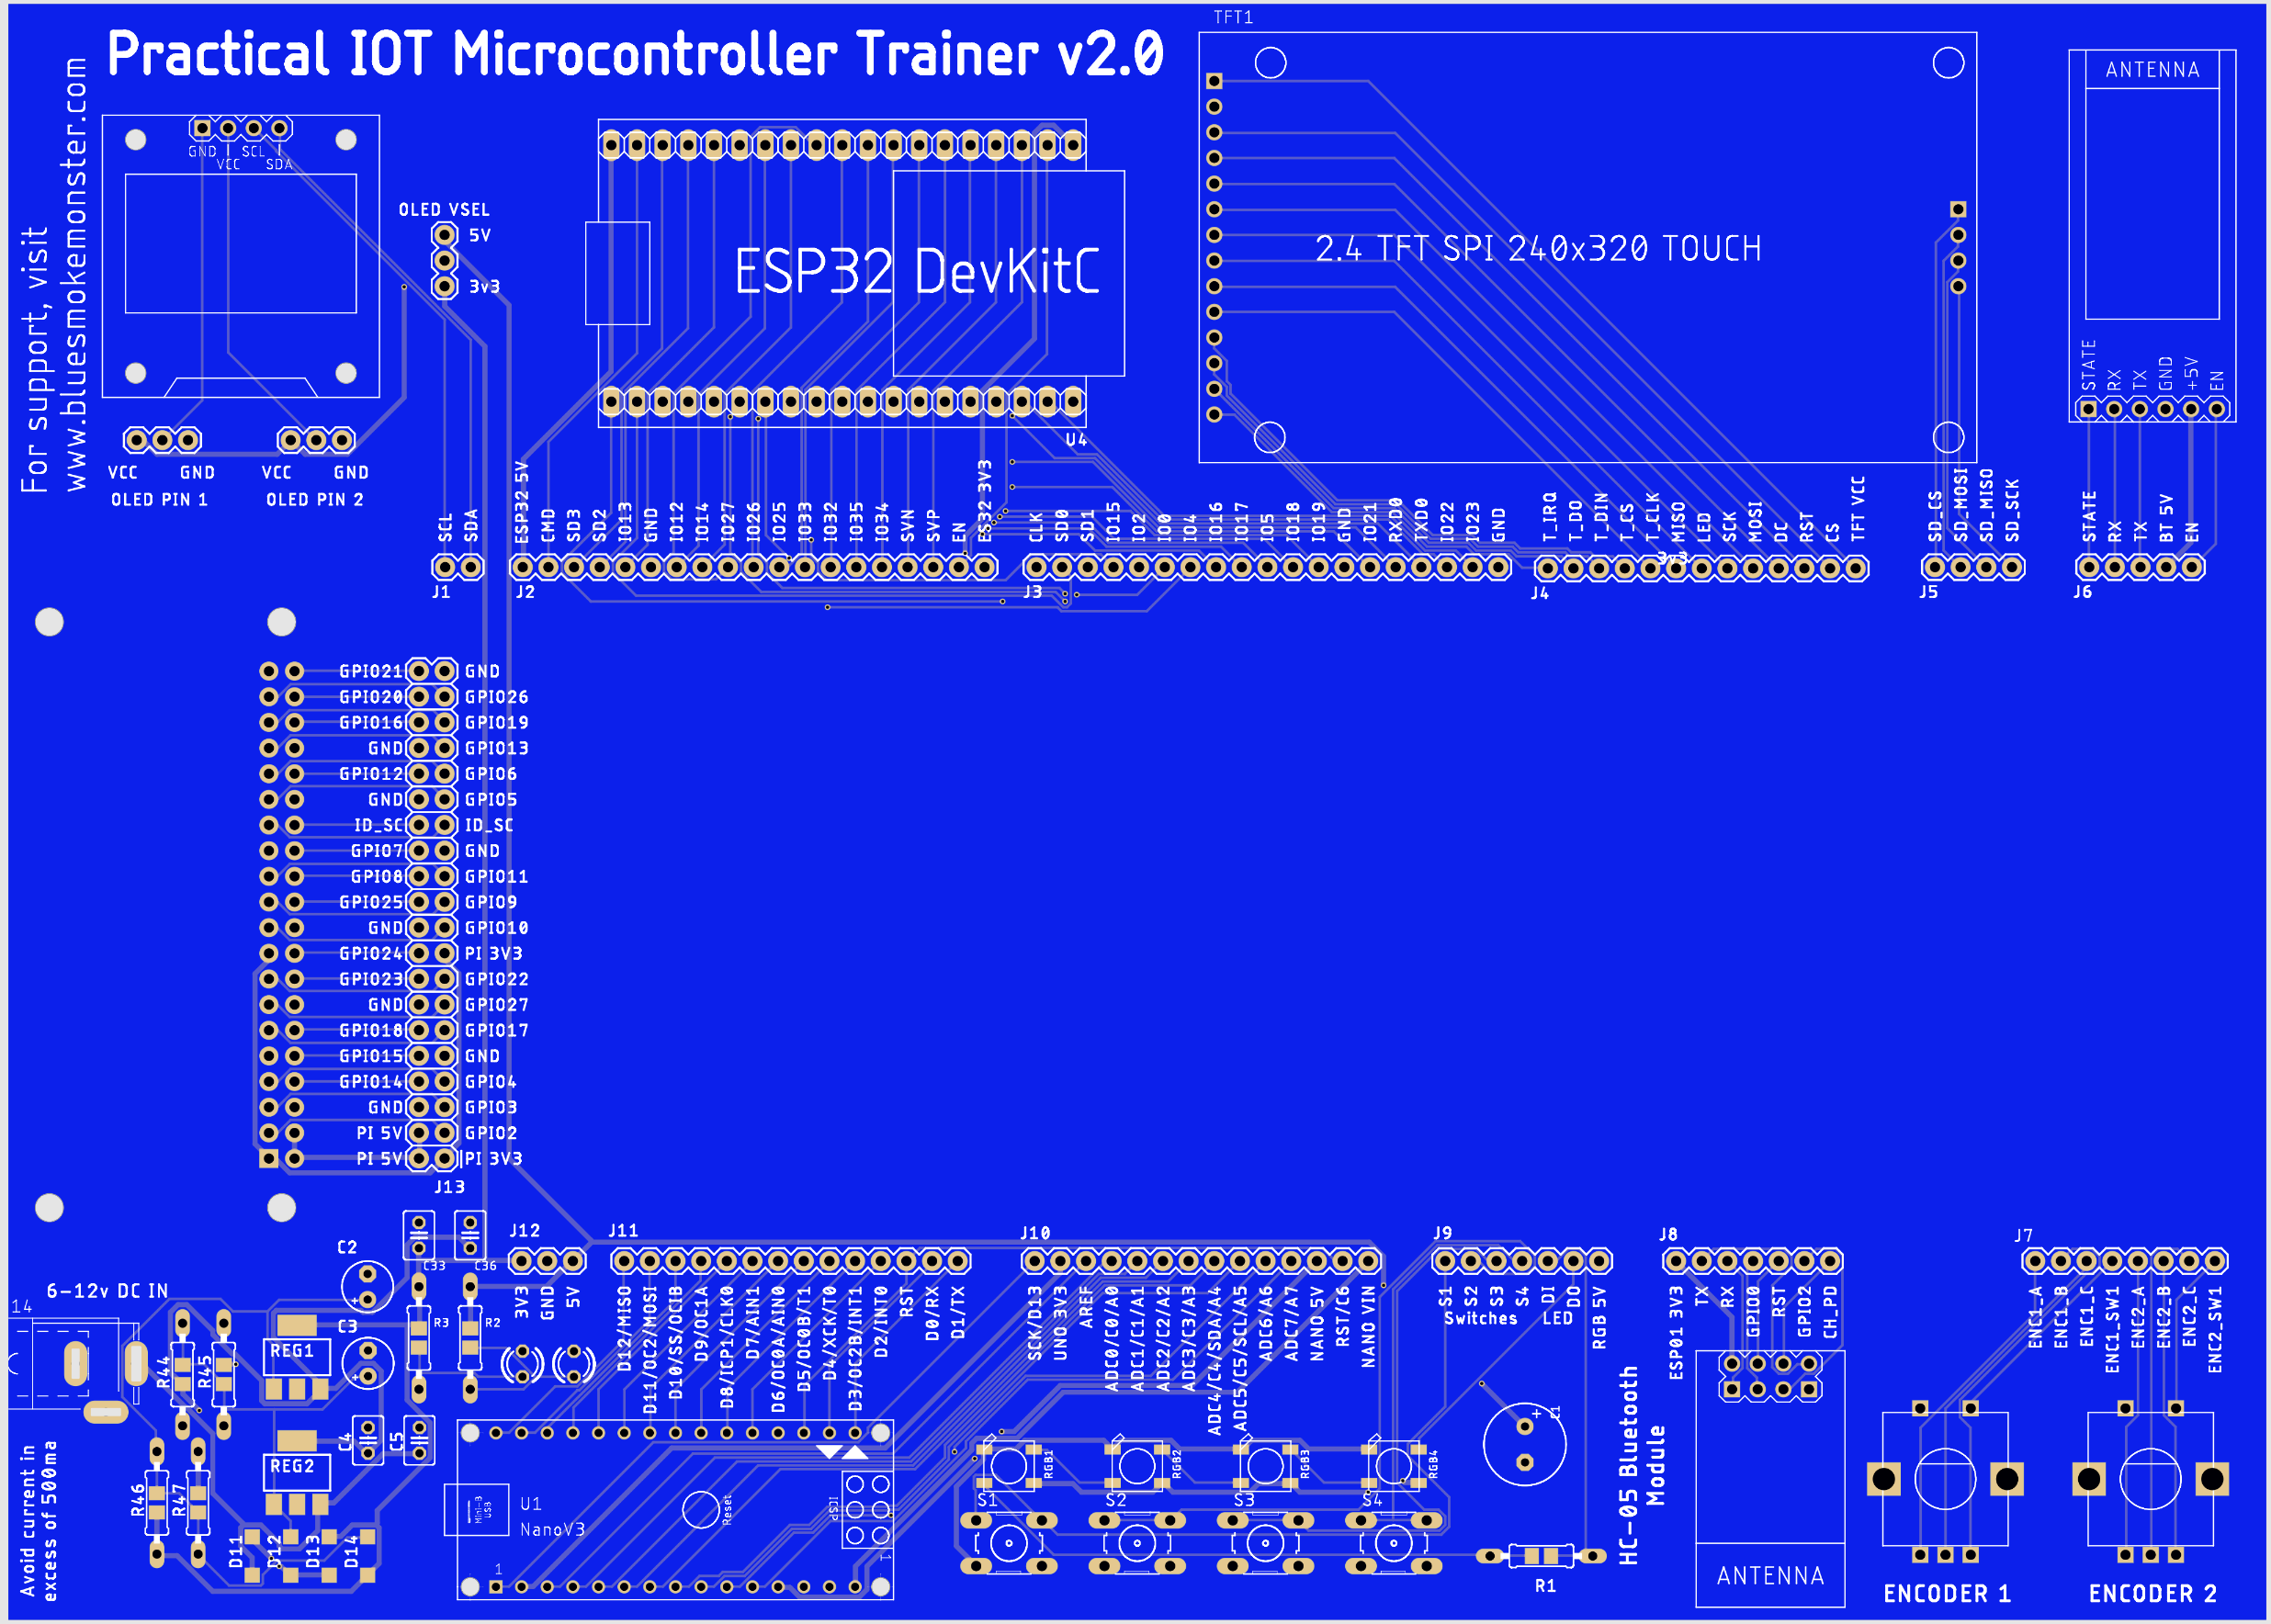 TFT1
Practical IOT Microcontroller Trainer v2.0
For support, visit
www.bluesmokemonster.com
GND
VCC
SCL
SDA
OLED VSEL
5V
3v3
VCC
GND
OLED PIN 1
VCC
GND
OLED PIN 2
ESP32 DevKitC
U4
2.4 TFT SPI 240x320 TOUCH
ANTENNA
STATE
RX
TX
GND
+5V
EN
SCL
SDA
J1
ESP32 5V
CMD
SD3
SD2
IO13
GND
IO12
IO14
IO27
IO26
IO25
IO33
IO32
IO35
IO34
SVN
SVP
EN
ES32 3V3
J2
CLK
SD0
SD1
IO15
IO2
IO0
IO4
IO16
IO17
IO5
IO18
IO19
GND
IO21
RXD0
TXD0
IO22
IO23
GND
J3
T_IRQ
T_DO
T_DIN
T_CS
T_CLK
3v3
MISO
LED
SCK
MOSI
DC
RST
CS
TFT VCC
J4
SD_CS
SD_MOSI
SD_MISO
SD_SCK
J5
STATE
RX
TX
BT 5V
EN
J6
GPIO21 GND
GPIO20 GPIO26
GPIO16 GPIO19
GND GPIO13
GPIO12 GPIO6
GND GPIO5
ID_SC ID_SC
GPIO7 GND
GPIO8 GPIO11
GPIO25 GPIO9
GND GPIO10
GPIO24 PI 3V3
GPIO23 GPIO22
GND GPIO27
GPIO18 GPIO17
GPIO15 GND
GPIO14 GPIO4
GND GPIO3
PI 5V GPIO2
PI 5V PI 3V3
J13
C33
C36
C2
+
C3
+
6-12v DC IN
14
R44
R45
REG1
R3
R2
R46
R47
REG2
C4
C5
D11
D12
D13
D14
Avoid current in
excess of 500ma
J12
3V3
GND
5V
J11
D12/MISO
D11/OC2/MOSI
D10/SS/OC1B
D9/OC1A
D8/ICP1/CLK0
D7/AIN1
D6/OC0A/AIN0
D5/OC0B/T1
D4/XCK/T0
D3/OC2B/INT1
D2/INT0
RST
D0/RX
D1/TX
J10
SCK/D13
UNO 3V3
AREF
ADC0/C0/A0
ADC1/C1/A1
ADC2/C2/A2
ADC3/C3/A3
ADC4/C4/SDA/A4
ADC5/C5/SCL/A5
ADC6/A6
ADC7/A7
NANO 5V
RST/C6
NANO VIN
J9
S1
S2
S3
S4
DI
DO
RGB 5V
Switches
LED
J8
ESP01 3V3
TX
RX
GPIO0
RST
GPIO2
CH_PD
J7
ENC1_A
ENC1_B
ENC1_C
ENC1_SW1
ENC2_A
ENC2_B
ENC2_C
ENC2_SW1
Mini-B
USB
U1
NanoV3
Reset
ICSP
1
1
RGB1
RGB2
RGB3
RGB4
S1
S2
S3
S4
+
C1
R1
HC-05 Bluetooth
Module
ANTENNA
ENCODER 1
ENCODER 2